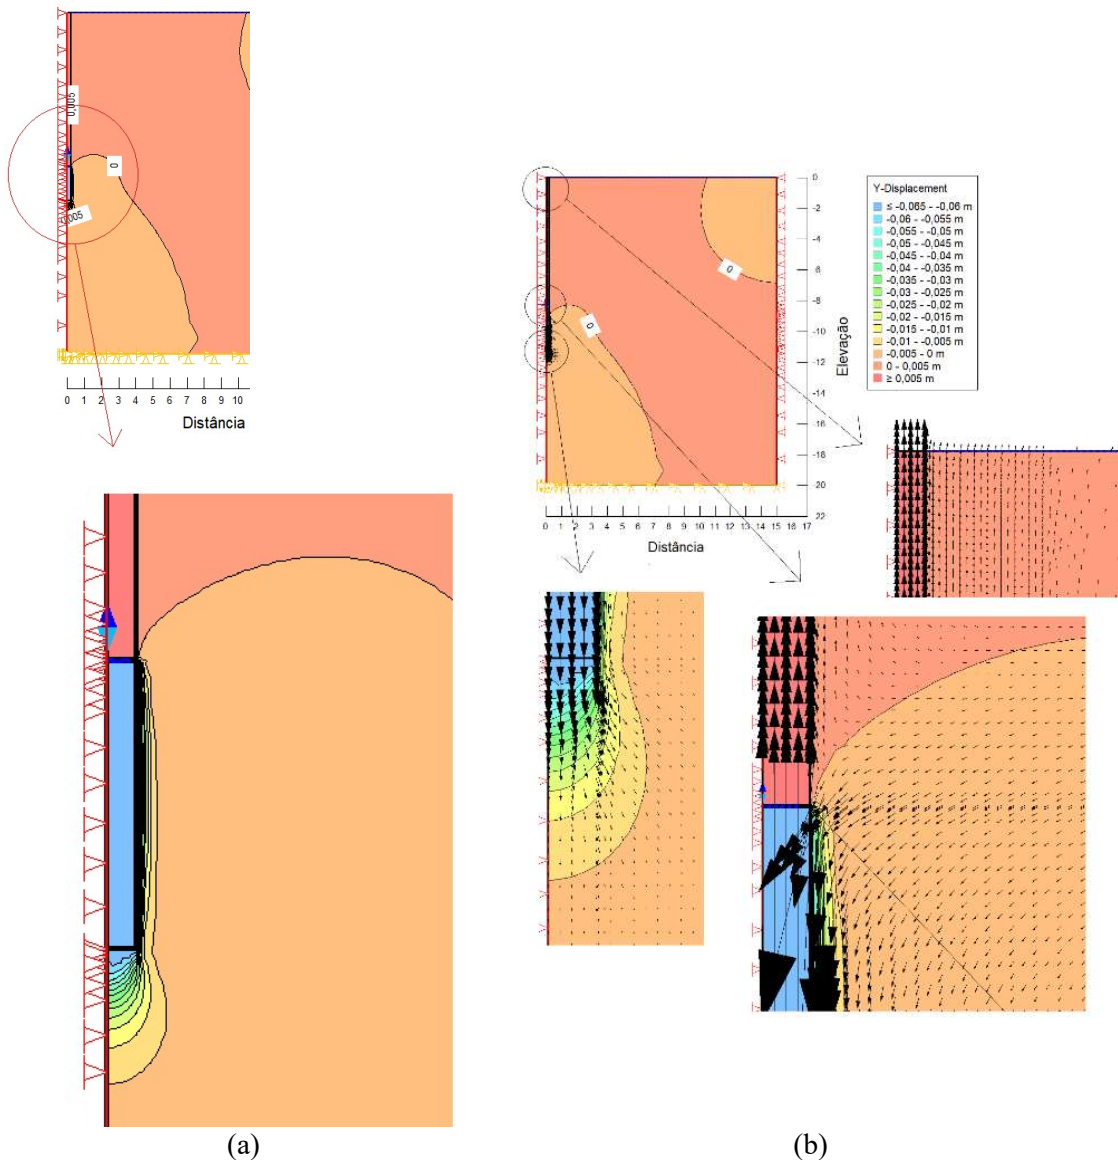 0,005
0
0,005
0 1 2 3 4 5 6 7 8 9 10
Distância
0
0
0
-2
-4
-6
-8
-10
-12
-14
-16
-18
-20
22
Elevação
0 1 2 3 4 5 6 7 8 9 10 11 12 13 14 15 16 17
Distância
Y-Displacement
≤ -0,065 - -0,06 m
-0,06 - -0,055 m
-0,055 - -0,05 m
-0,05 - -0,045 m
-0,045 - -0,04 m
-0,04 - -0,035 m
-0,035 - -0,03 m
-0,03 - -0,025 m
-0,025 - -0,02 m
-0,02 - -0,015 m
-0,015 - -0,01 m
-0,01 - -0,005 m
-0,005 - 0 m
0 - 0,005 m
≥ 0,005 m
(a)
(b)